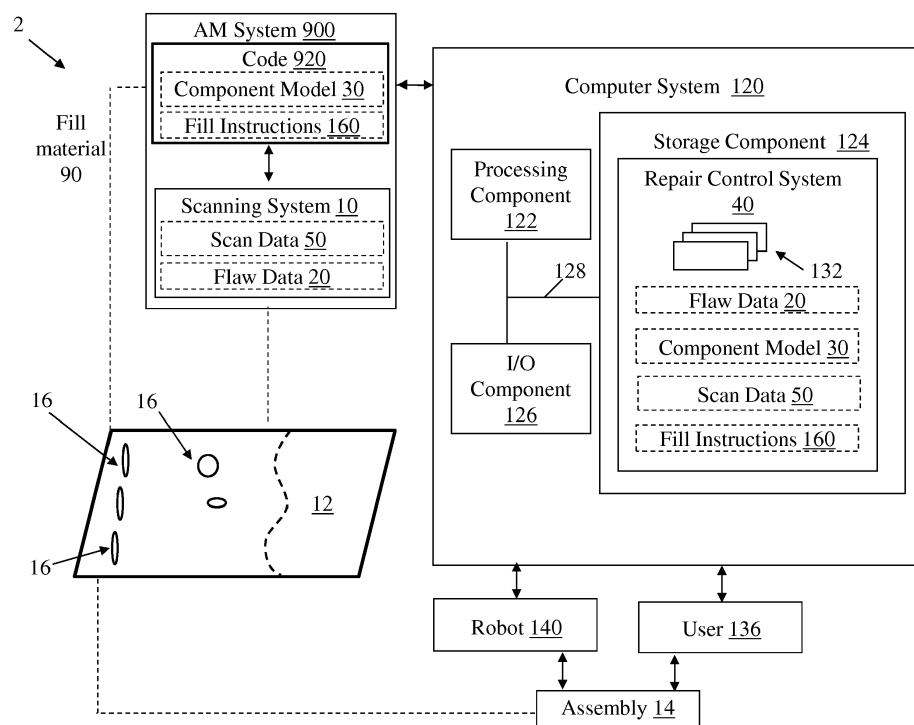 2
AM System 900
Code 920
Component Model 30
Fill Instructions 160
Fill
material
90
Scanning System 10
Scan Data 50
Flaw Data 20
Computer System 120
Processing
Component
122
128
I/O
Component
126
Storage Component 124
Repair Control System
40
132
Flaw Data 20
Component Model 30
Scan Data 50
Fill Instructions 160
16
16
16
12
Robot 140
User 136
Assembly 14